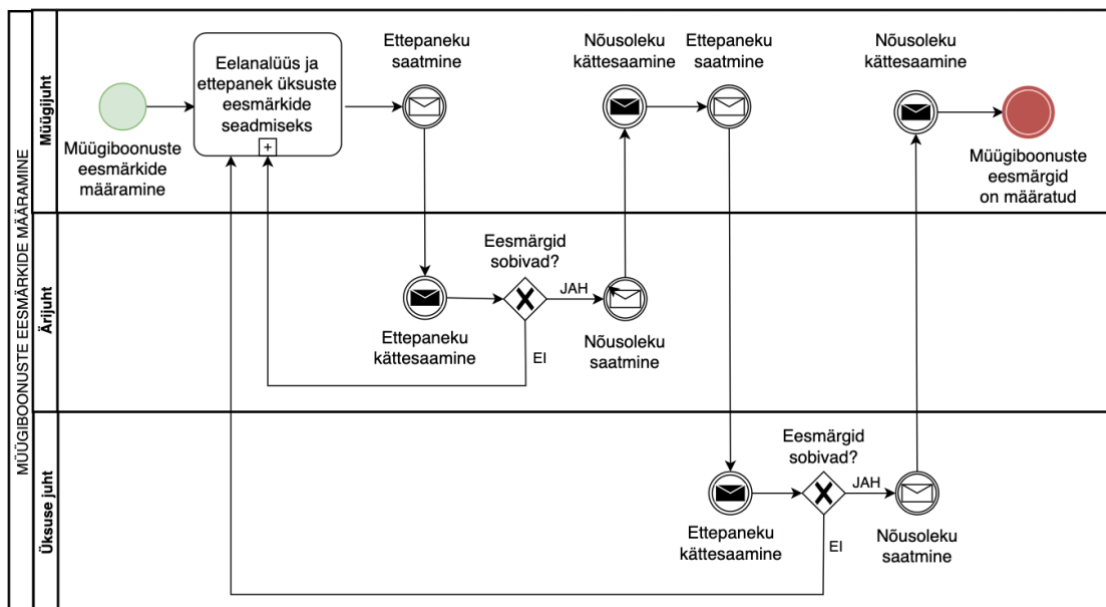 MÜÜGIBOONUSTE EESMÄRKIDE MÄÄRAMINE
Müügijuht
Müügiboonuste
eesmärkide
määramine
Eelanalüüs ja
ettepanek üksuste
eesmärkide
seadmiseks
+
Ettepaneku
saatmine
Nõusoleku
kättesaamine
Ettepaneku
saatmine
Nõusoleku
kättesaamine
Müügiboonuste
eesmärgid
on määratud
Ärijuht
Ettepaneku
kättesaamine
Eesmärgid
sobivad?
JAH
EI
Nõusoleku
saatmine
Üksuse juht
Ettepaneku
kättesaamine
Eesmärgid
sobivad?
JAH
EI
Nõusoleku
saatmine